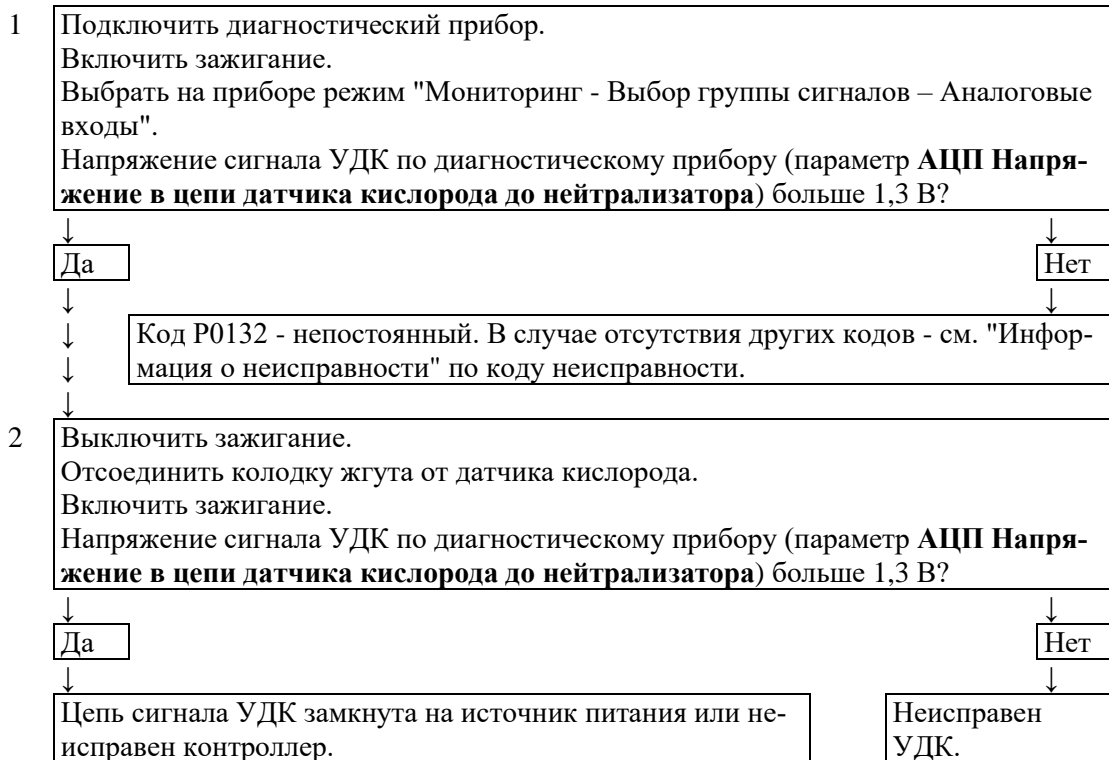 1 Подключить диагностический прибор.
Включить зажигание.
Выбрать на приборе режим "Мониторинг - Выбор группы сигналов – Аналоговые
входы".
Напряжение сигнала УДК по диагностическому прибору (параметр АЦП Напря-
жение в цепи датчика кислорода до нейтрализатора) больше 1,3 В?
↓ ↓
Да Нет
↓ ↓
↓ Код Р0132 - непостоянный. В случае отсутствия других кодов - см. "Инфор-
↓ мация о неисправности" по коду неисправности.
↓
2 Выключить зажигание.
Отсоединить колодку жгута от датчика кислорода.
Включить зажигание.
Напряжение сигнала УДК по диагностическому прибору (параметр АЦП Напря-
жение в цепи датчика кислорода до нейтрализатора) больше 1,3 В?
↓ ↓
Да Нет
↓ ↓
Цепь сигнала УДК замкнута на источник питания или не-
исправен контроллер.
Неисправен
УДК.